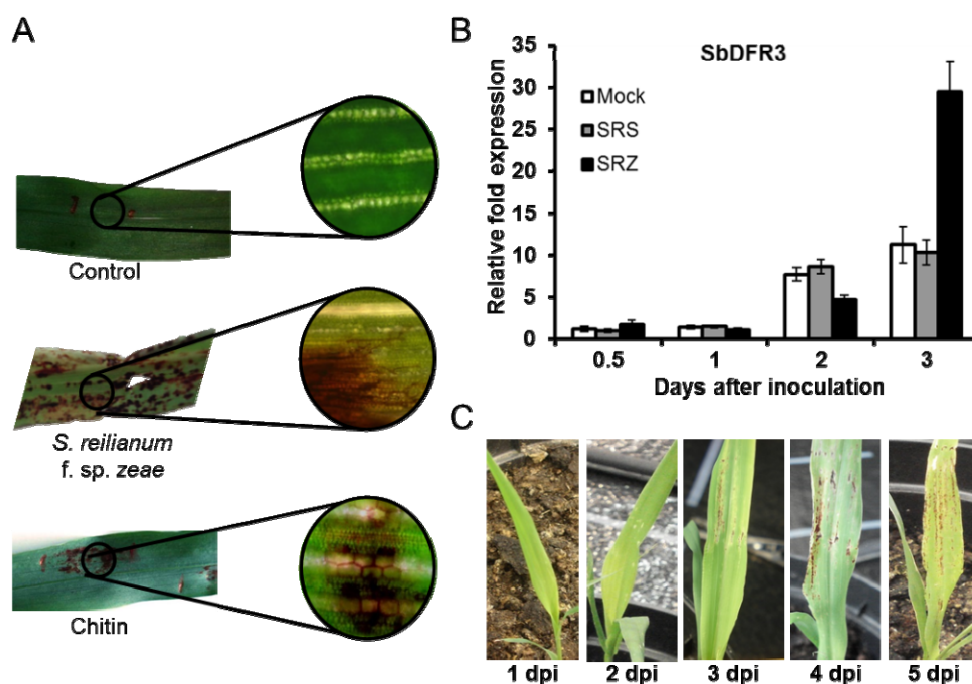 A
Control
S. reilianum
f. sp. zeae
Chitin
B
SbDFR3
Relative fold expression
35
30
25
20
15
10
5
0
Mock
SRS
SRZ
0.5 1 2 3
Days after inoculation
C
1 dpi 2 dpi 3 dpi 4 dpi 5 dpi